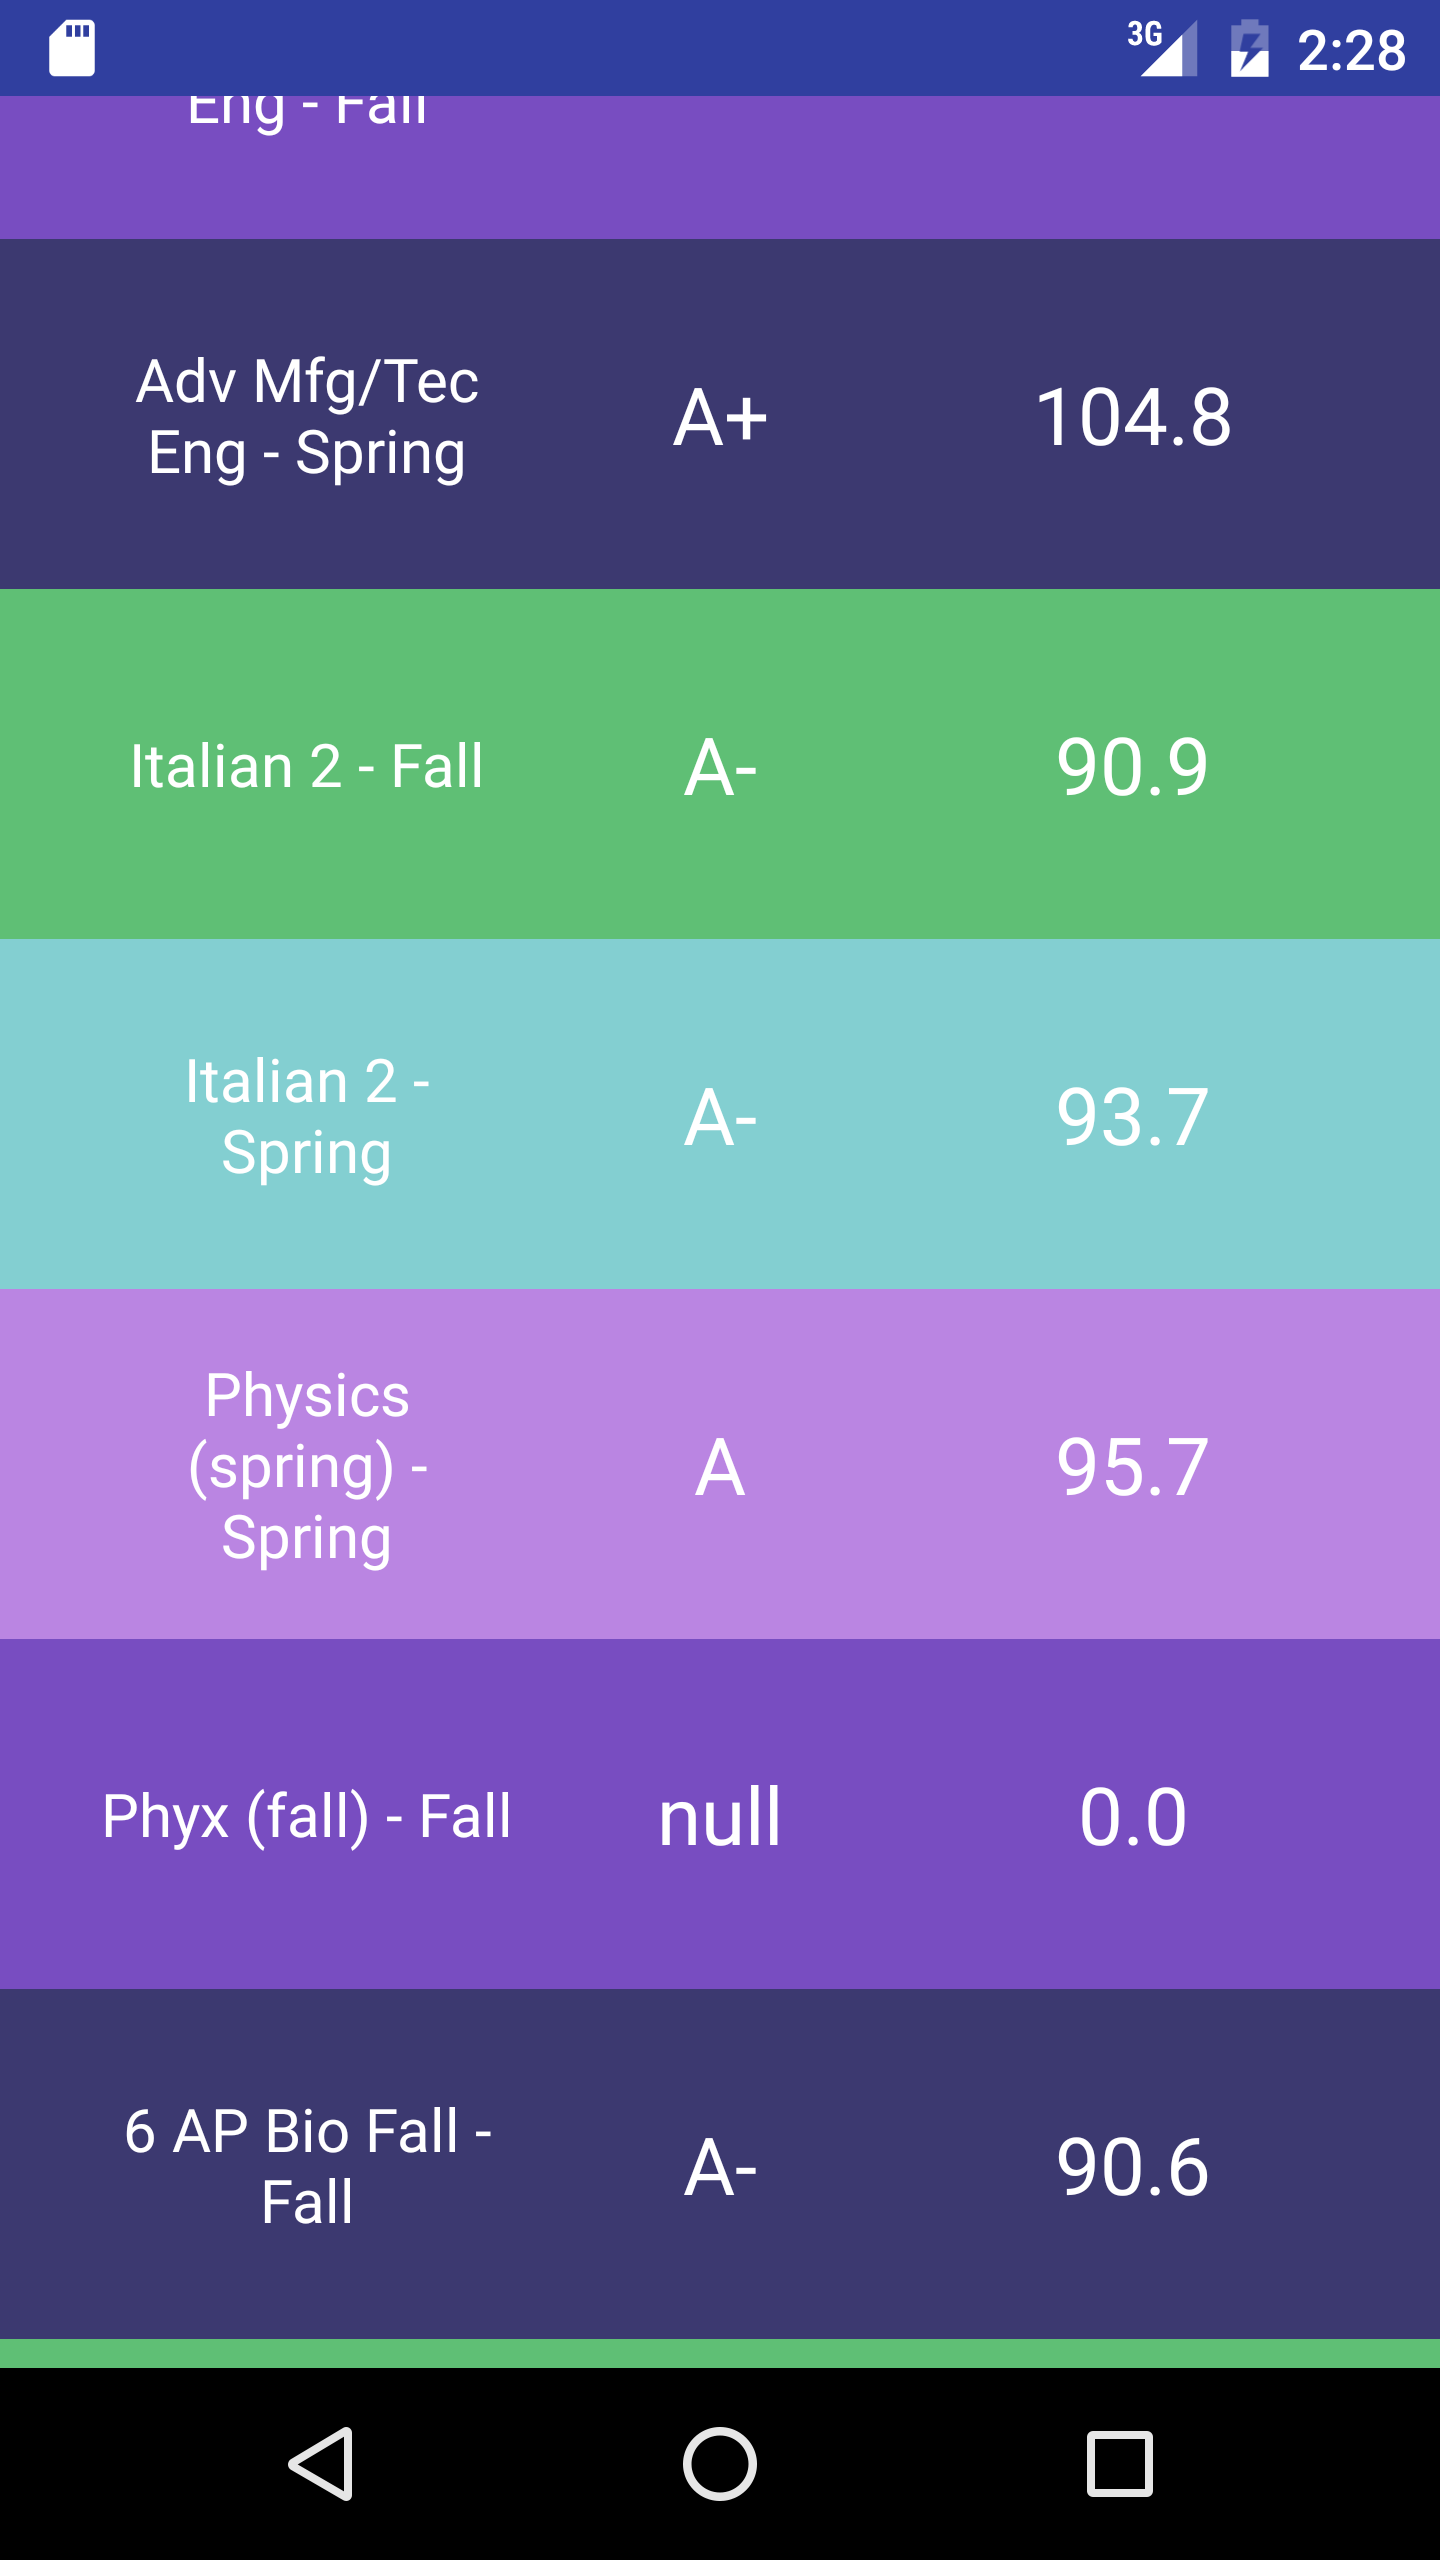 3G 2:28
Eng - Fall
Adv Mfg/Tec
Eng - Spring
A+
104.8
Italian 2 - Fall
A-
90.9
Italian 2 -
Spring
A-
93.7
Physics
(spring) -
Spring
A
95.7
Phyx (fall) - Fall
null
0.0
6 AP Bio Fall -
Fall
A-
90.6